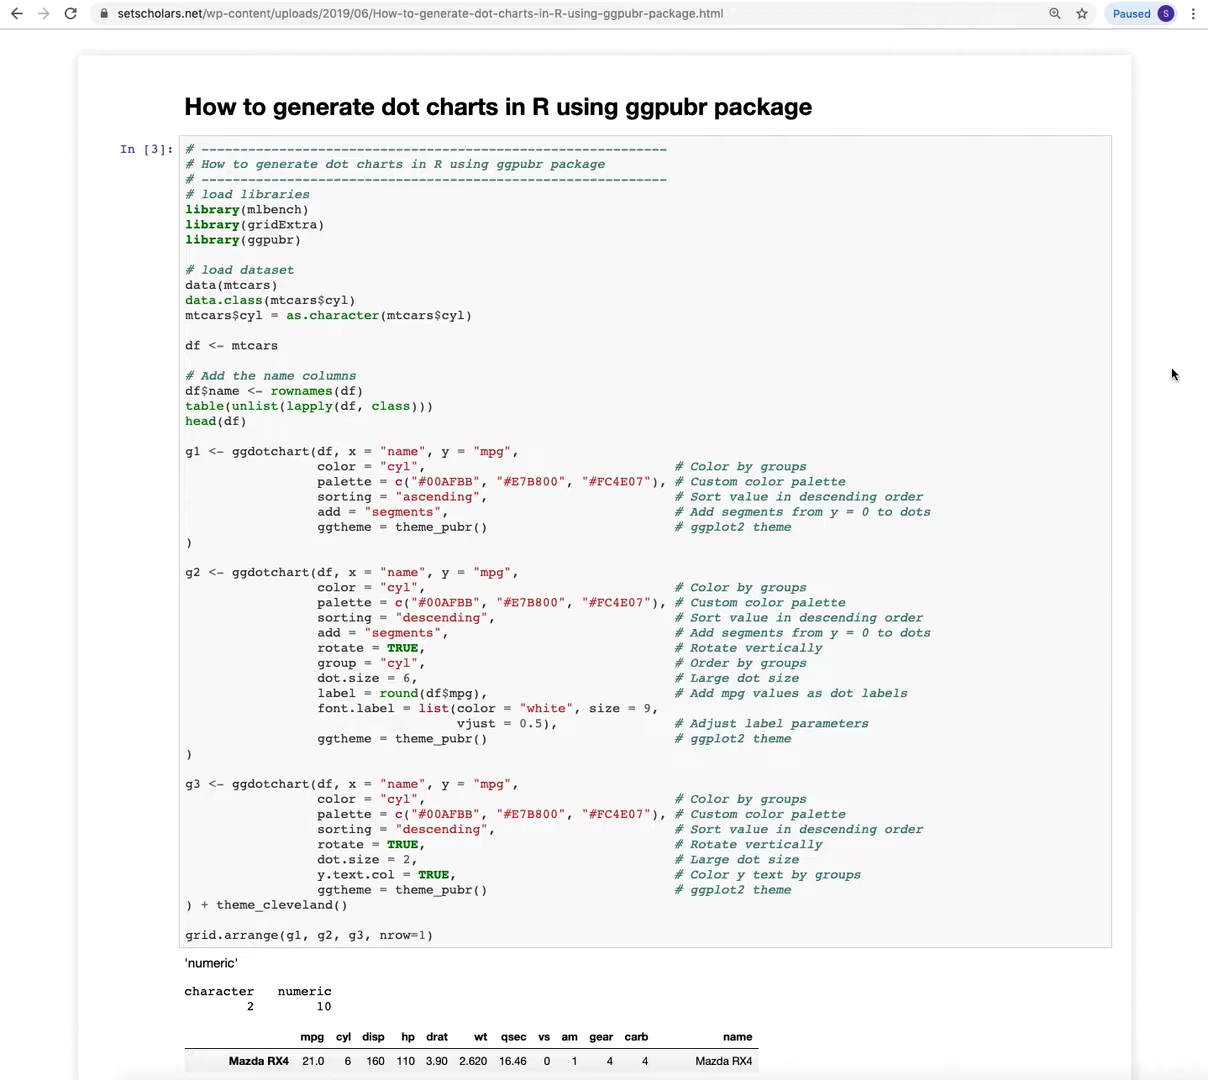 setscholars.net/wp-content/uploads/2019/06/How-to-generate-dot-charts-in-R-using-ggpubr-package.html
Paused S
How to generate dot charts in R using ggpubr package
In [3]:
# ------------------------------------------------------------
# How to generate dot charts in R using ggpubr package
# ------------------------------------------------------------
# load libraries
library(mlbench)
library(gridExtra)
library(ggpubr)
# load dataset
data(mtcars)
data.class(mtcars$cyl)
mtcars$cyl = as.character(mtcars$cyl)
df <- mtcars
# Add the name columns
df$name <- rownames(df)
table(unlist(lapply(df, class)))
head(df)
g1 <- ggdotchart(df, x = "name", y = "mpg",
color = "cyl", # Color by groups
palette = c("#00AFBB", "#E7B800", "#FC4E07"), # Custom color palette
sorting = "ascending", # Sort value in descending order
add = "segments", # Add segments from y = 0 to dots
ggtheme = theme_pubr() # ggplot2 theme
)
g2 <- ggdotchart(df, x = "name", y = "mpg",
color = "cyl", # Color by groups
palette = c("#00AFBB", "#E7B800", "#FC4E07"), # Custom color palette
sorting = "descending", # Sort value in descending order
add = "segments", # Add segments from y = 0 to dots
rotate = TRUE, # Rotate vertically
group = "cyl", # Order by groups
dot.size = 6, # Large dot size
label = round(df$mpg), # Add mpg values as dot labels
font.label = list(color = "white", size = 9,
vjust = 0.5), # Adjust label parameters
ggtheme = theme_pubr() # ggplot2 theme
)
g3 <- ggdotchart(df, x = "name", y = "mpg",
color = "cyl", # Color by groups
palette = c("#00AFBB", "#E7B800", "#FC4E07"), # Custom color palette
sorting = "descending", # Sort value in descending order
rotate = TRUE, # Rotate vertically
dot.size = 2, # Large dot size
y.text.col = TRUE, # Color y text by groups
ggtheme = theme_pubr() # ggplot2 theme
) + theme_cleveland()
grid.arrange(g1, g2, g3, nrow=1)
'numeric'
character numeric
2 10
mpg cyl disp hp drat wt qsec vs am gear carb name
Mazda RX4 21.0 6 160 110 3.90 2.620 16.46 0 1 4 4 Mazda RX4